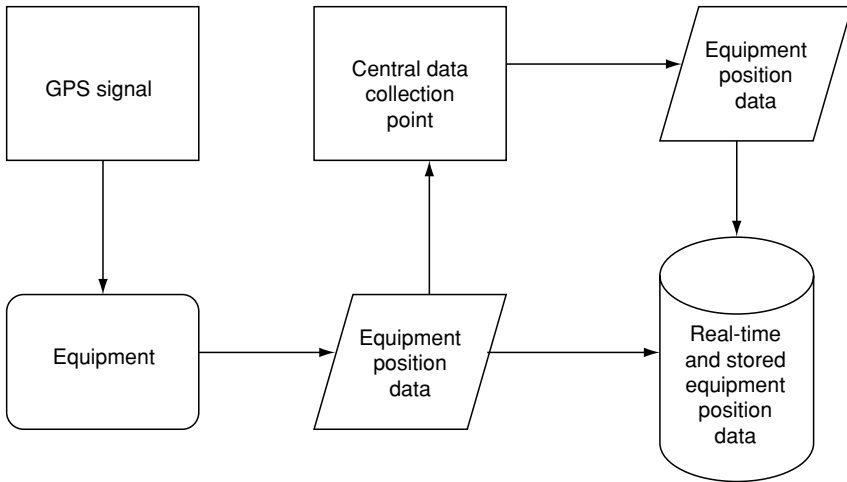 GPS signal
Central data
collection
point
Equipment
position
data
Equipment
Equipment
position
data
Real-time
and stored
equipment
position
data